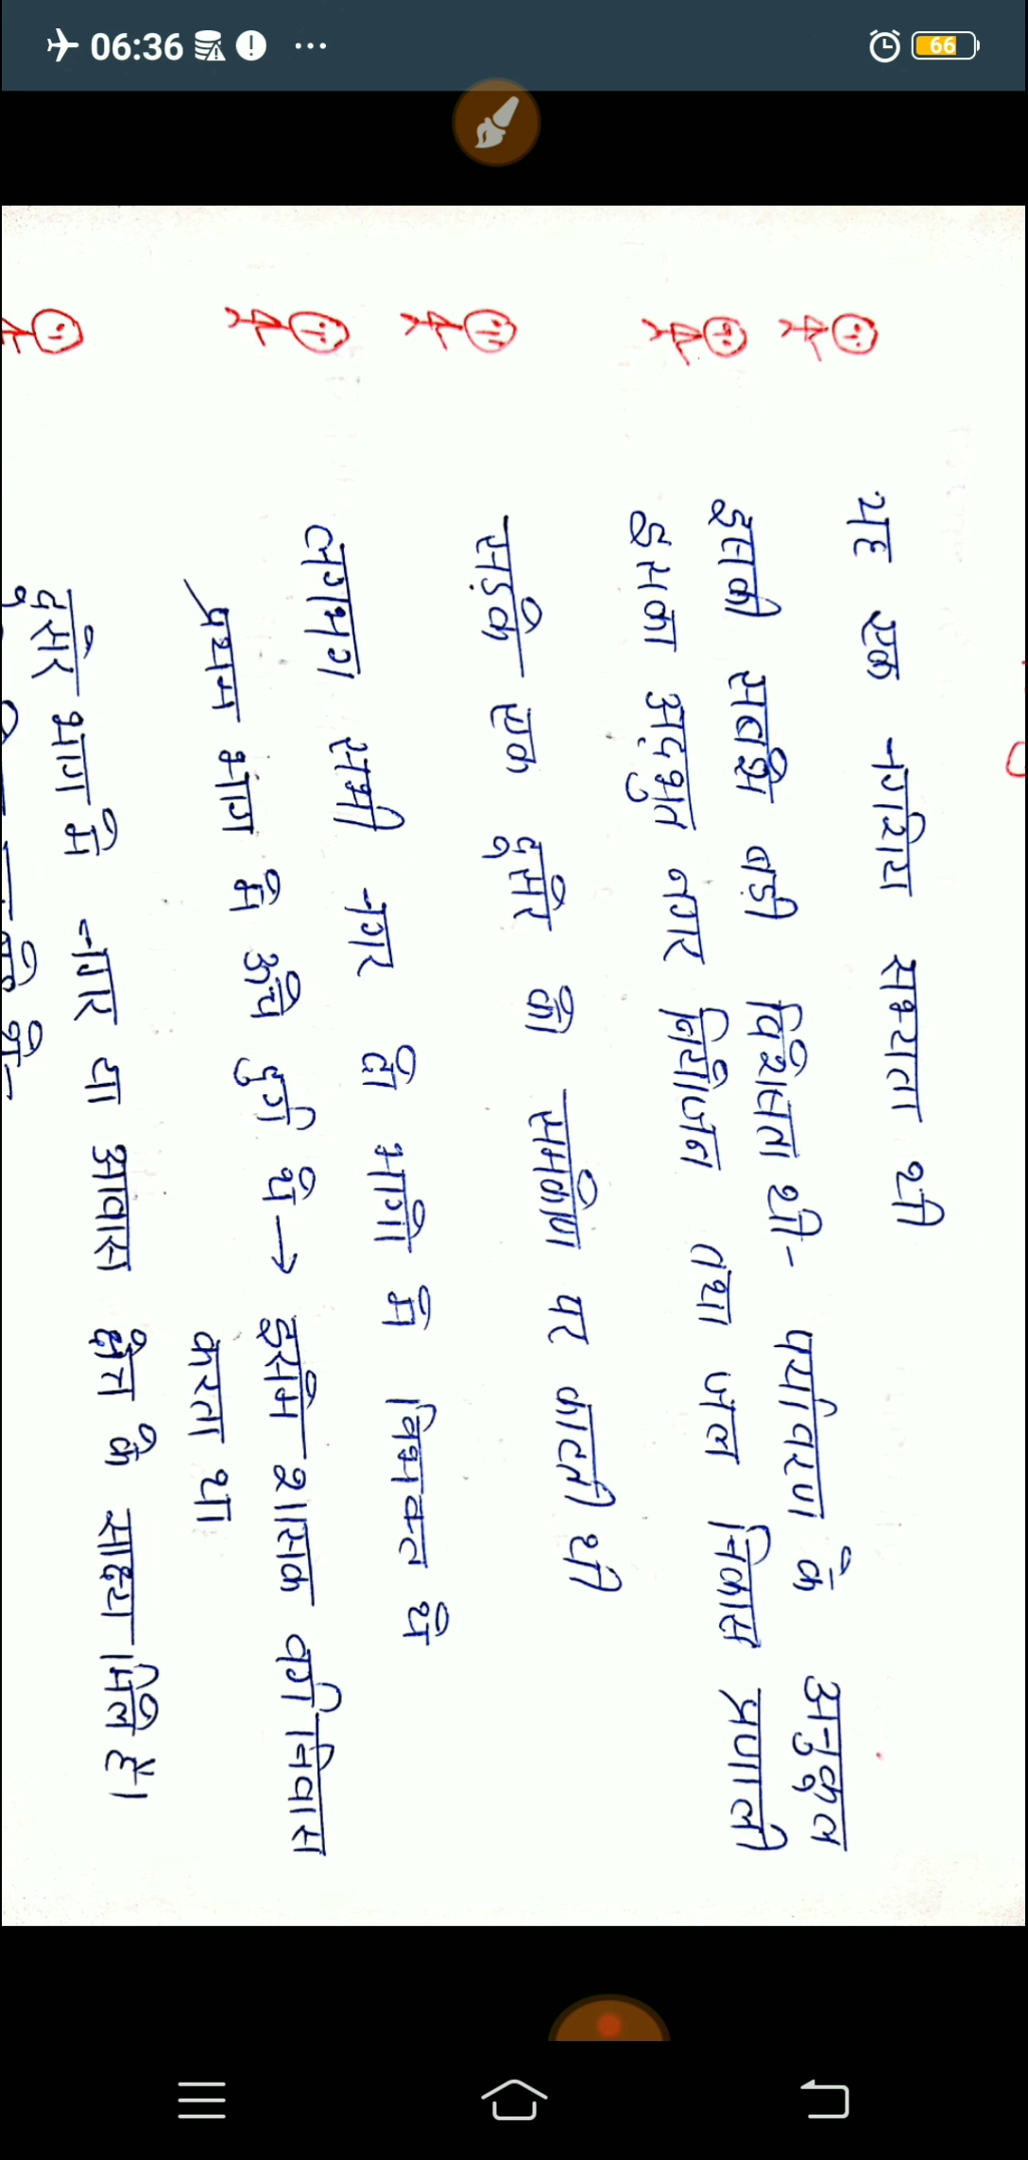 06:36
66
यह एक नगरीय सभ्यता थी
इसकी सबसे बड़ी विशेषता थी- पर्यावरण के अनुकूल
इसका अद्भुत नगर नियोजन तथा जल निकास प्रणाली
सड़कें एक दूसरे को समकोण पर काटती थी
लगभग सभी नगर दो भागों में विभक्त थे
प्रथम भाग में ऊँचे दुर्ग थे→ इसमें शासक वर्ग निवास
करता था
दूसरे भाग में नगर या आवास क्षेत्र के साक्ष्य मिले हैं।